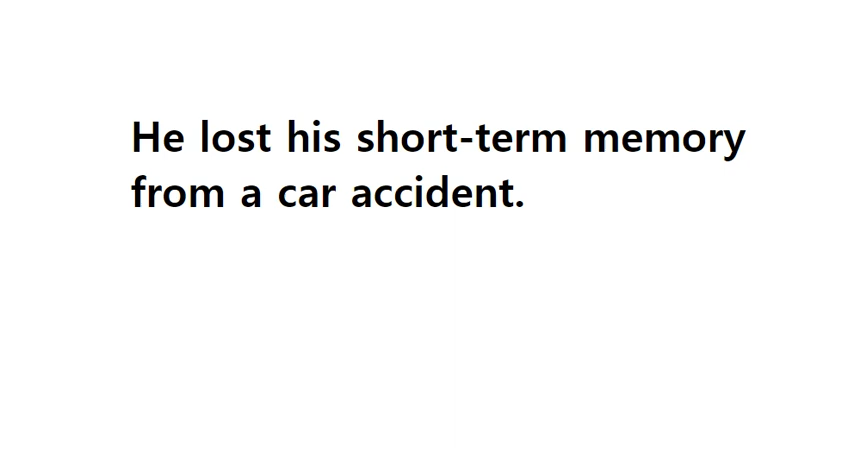 He lost his short-term memory
from a car accident.